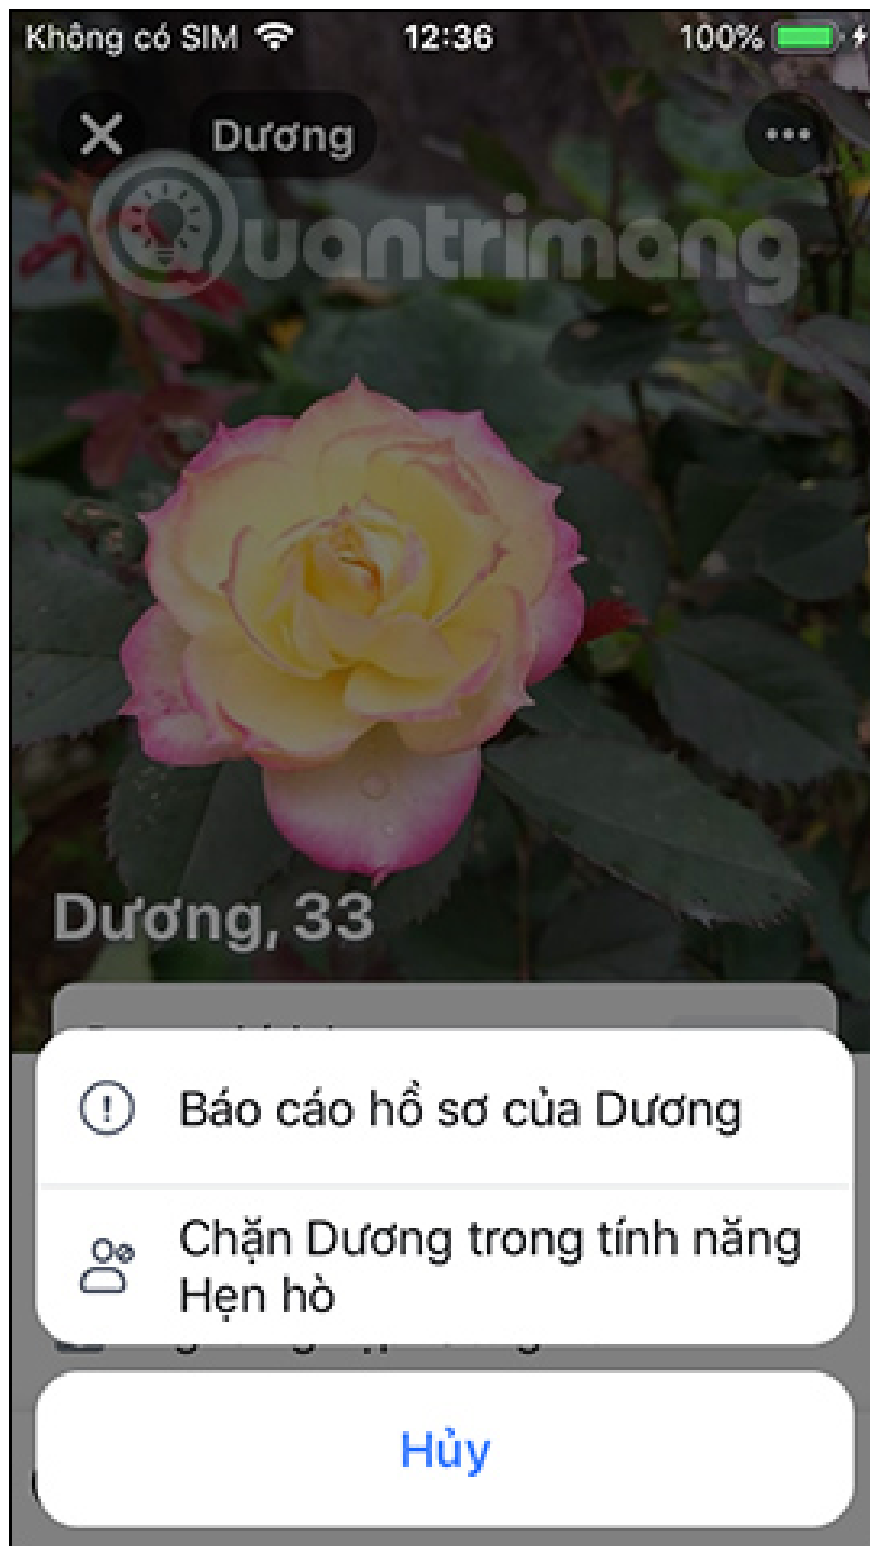 Không có SIM 12:36 100%
Dương
Quantrimang
Dương, 33
Báo cáo hồ sơ của Dương
Chặn Dương trong tính năng
Hẹn hò
Hủy